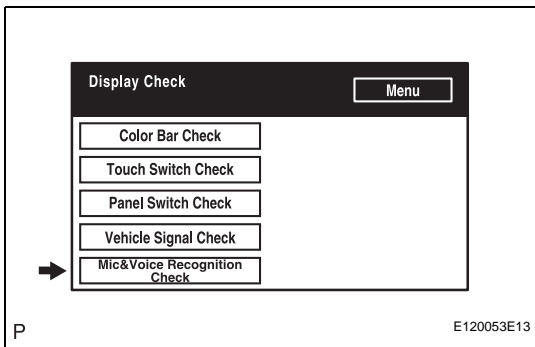 Display Check
Menu
Color Bar Check
Touch Switch Check
Panel Switch Check
Vehicle Signal Check
Mic&Voice Recognition
Check
P
E120053E13